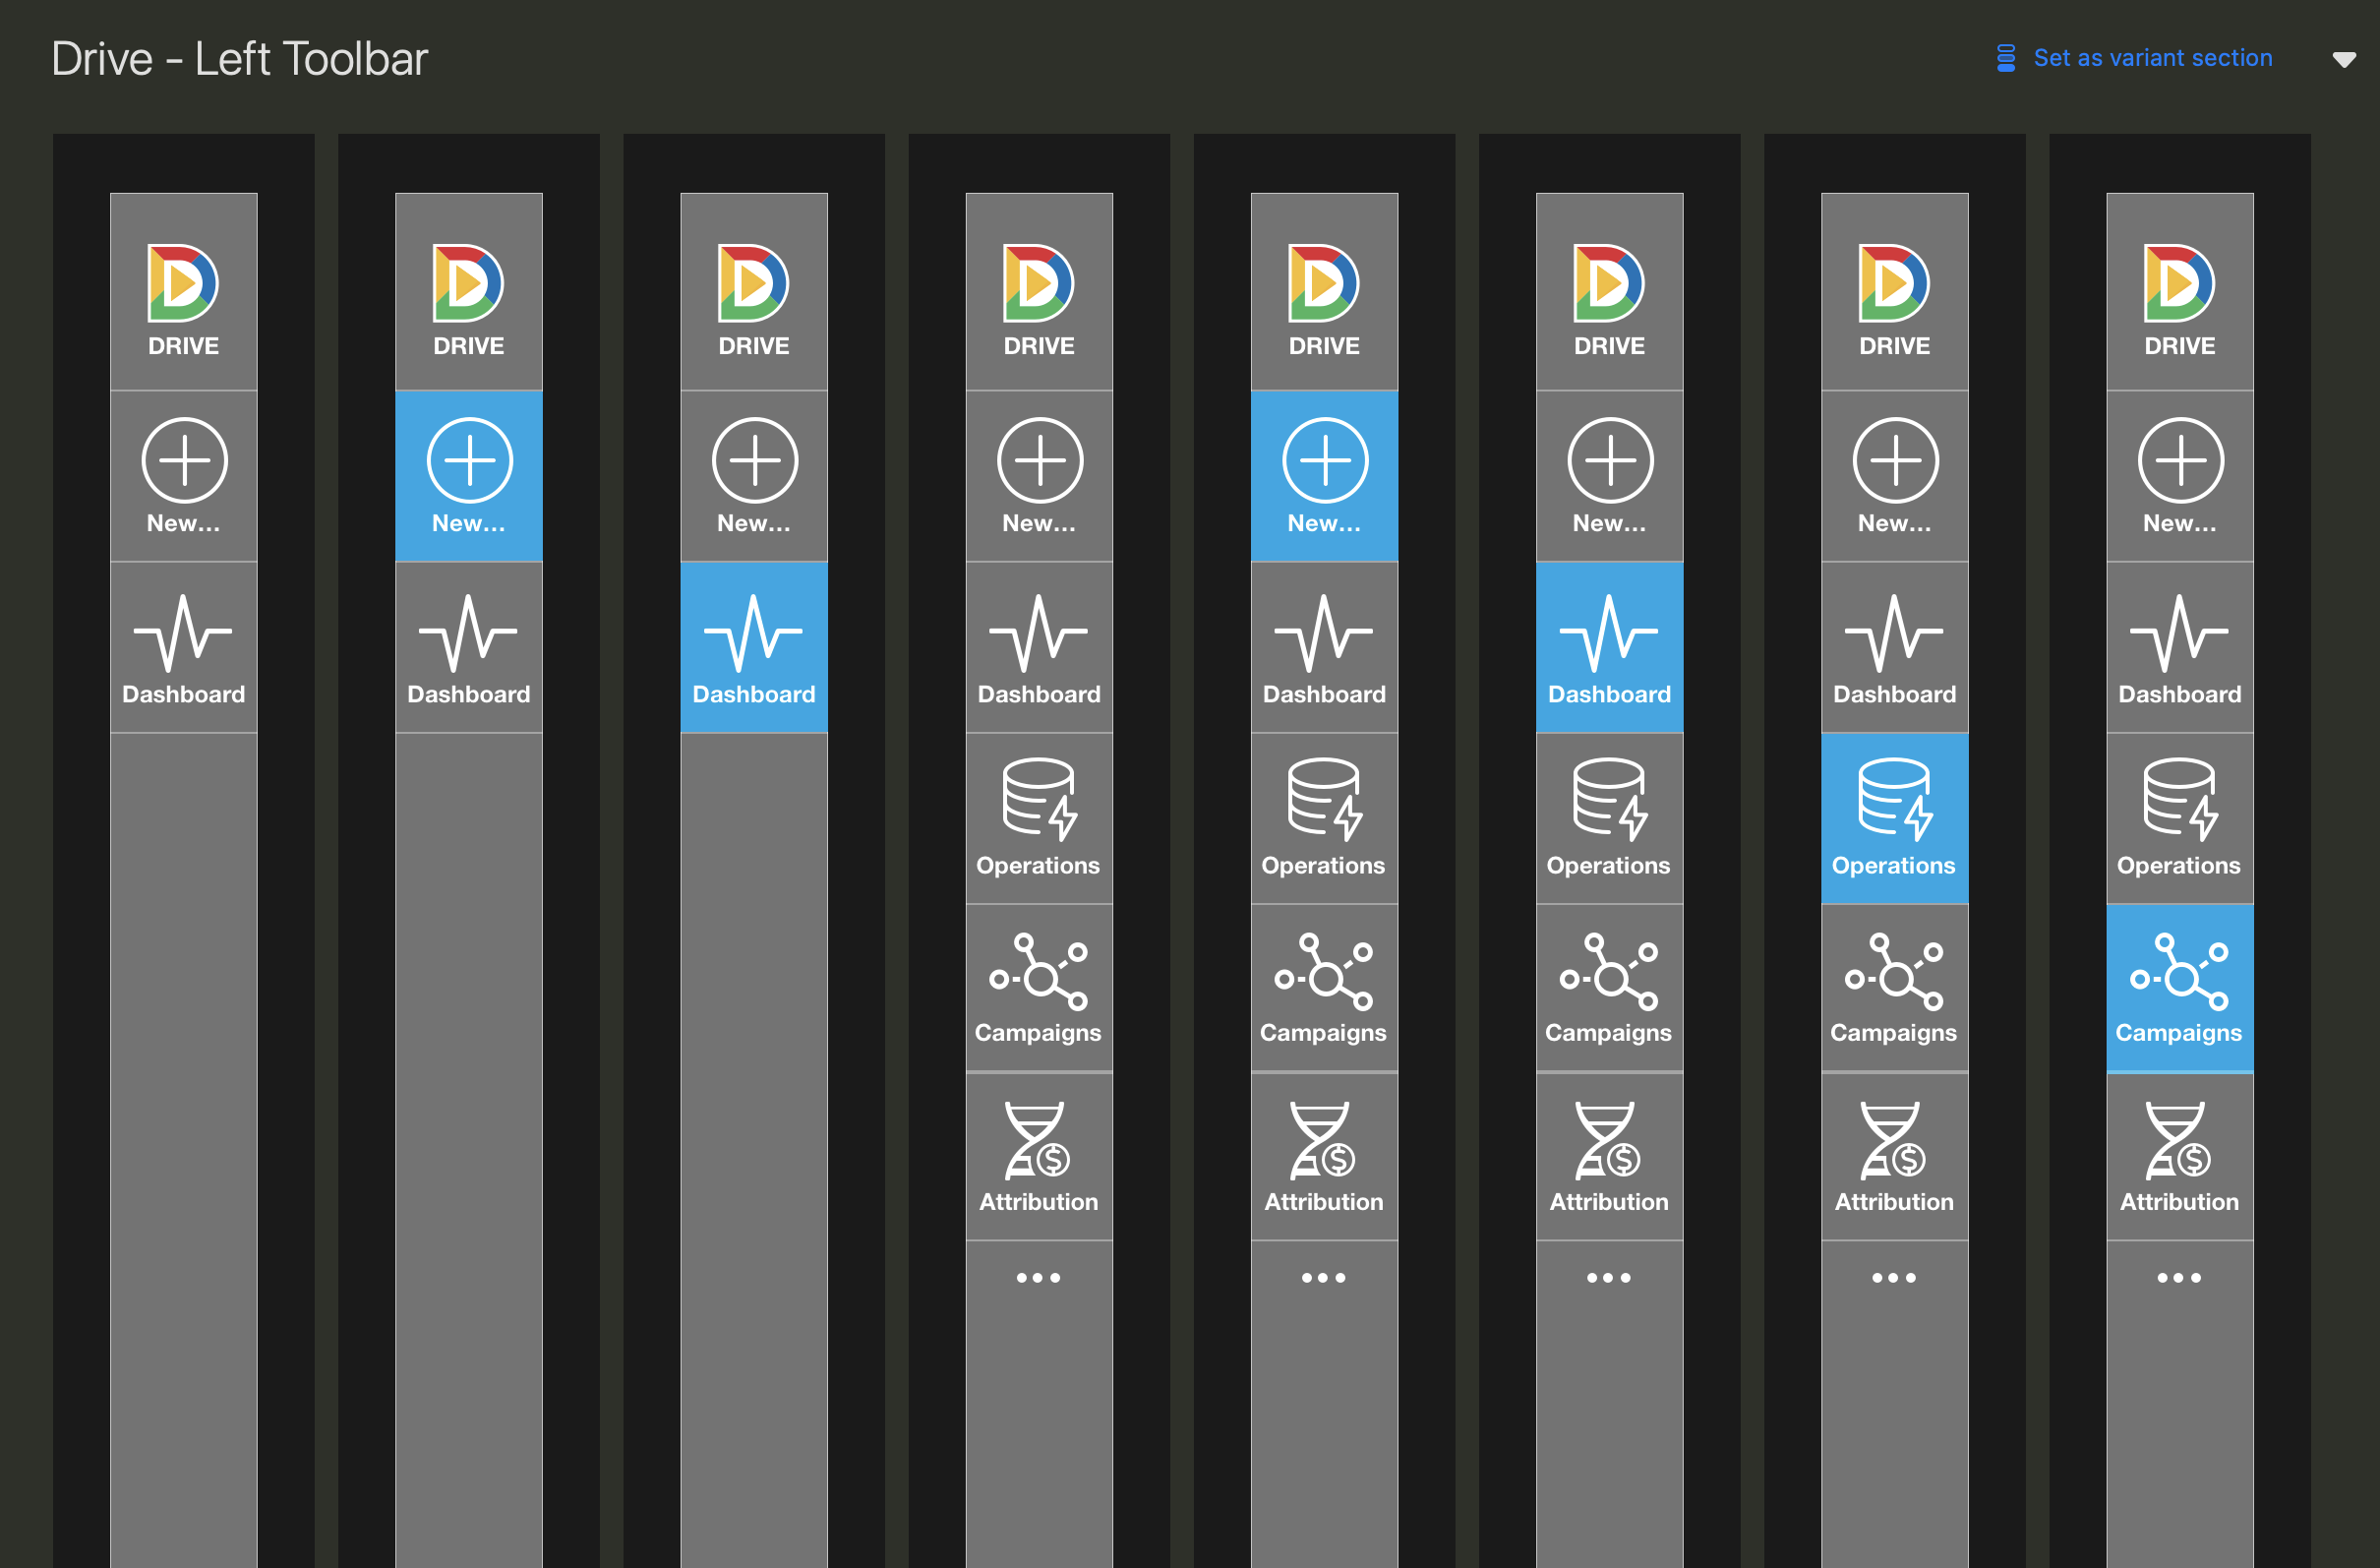 Drive - Left Toolbar
Set as variant section
DRIVE
New...
Dashboard
DRIVE
New...
Dashboard
DRIVE
New...
Dashboard
DRIVE
New...
Dashboard
Operations
Campaigns
$
Attribution
...
DRIVE
New...
Dashboard
Operations
Campaigns
$
Attribution
...
DRIVE
New...
Dashboard
Operations
Campaigns
$
Attribution
...
DRIVE
New...
Dashboard
Operations
Campaigns
$
Attribution
...
DRIVE
New...
Dashboard
Operations
Campaigns
$
Attribution
...